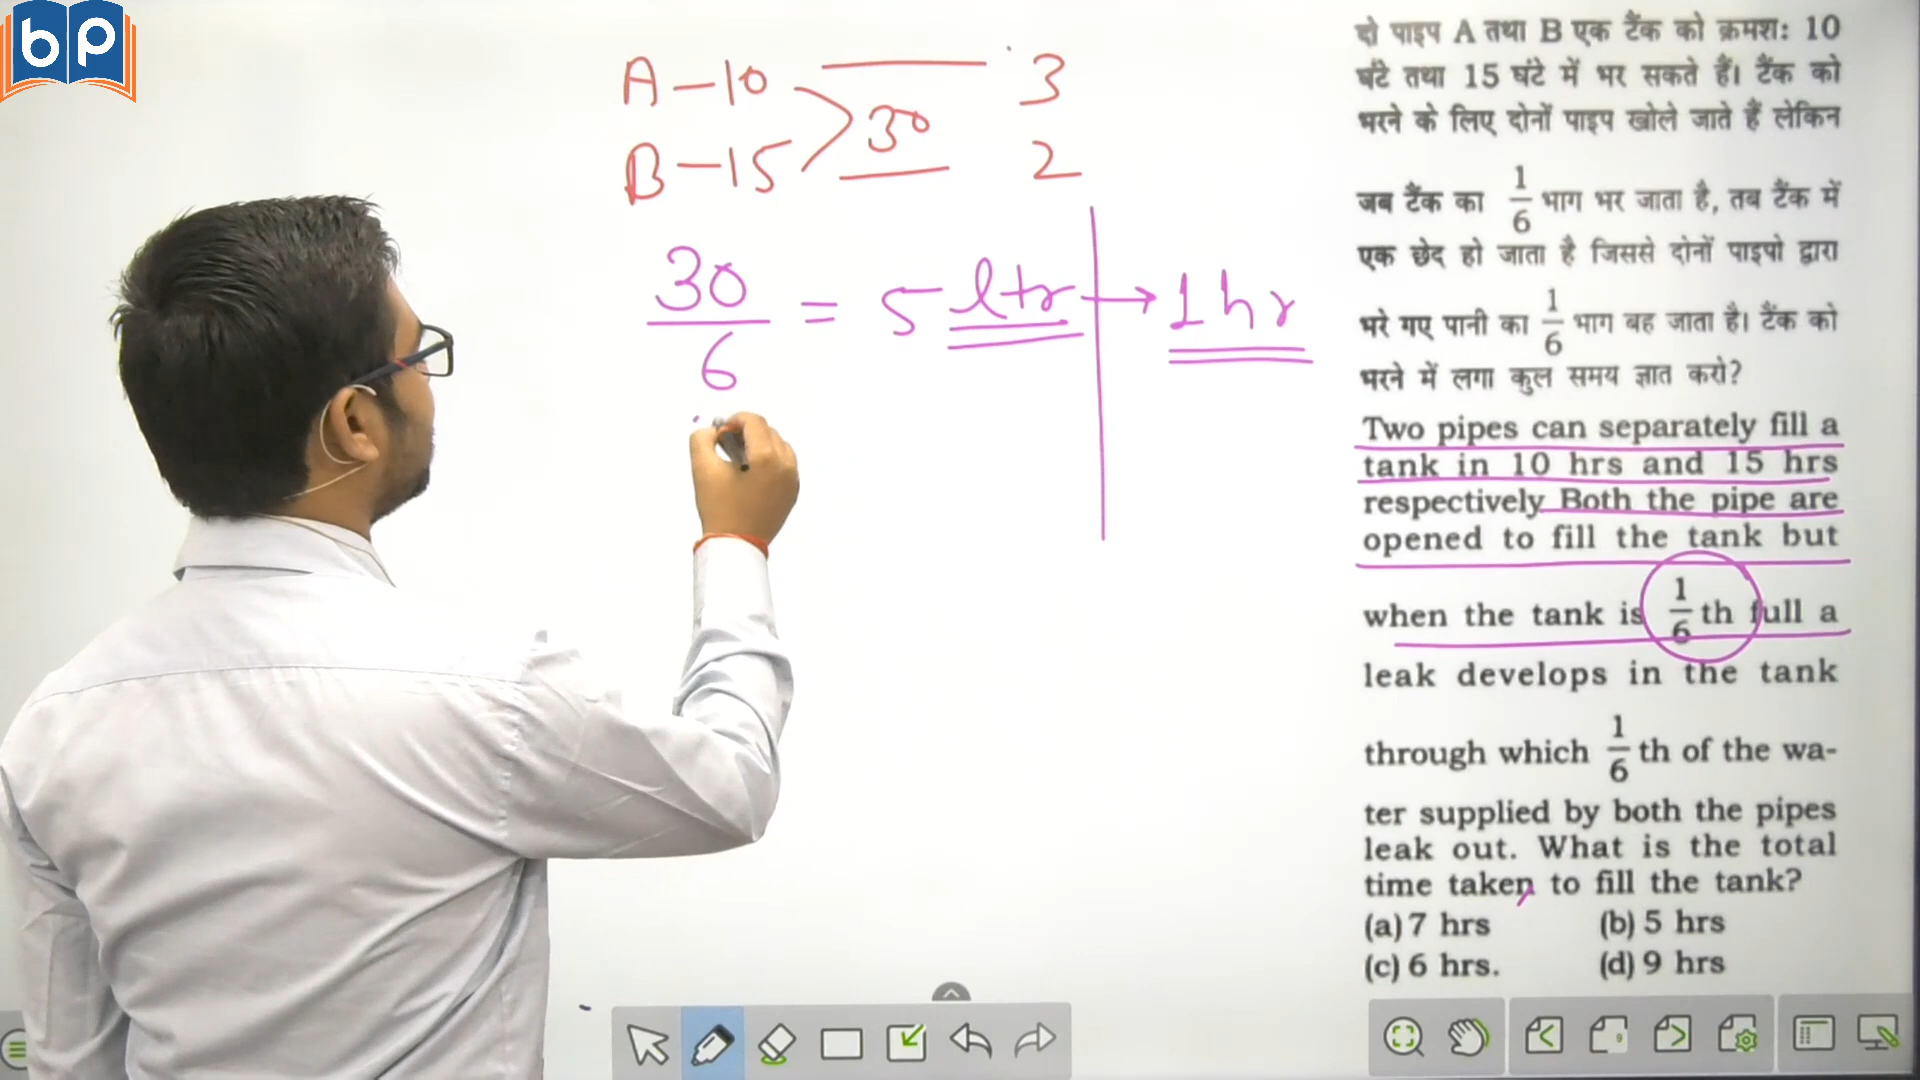 bp
A - 10
3
30
B - 15
2
30
6
= 5 ltr → 1 hr
दो पाइप A तथा B एक टैंक को क्रमश: 10
घंटे तथा 15 घंटे में भर सकते हैं। टैंक को
भरने के लिए दोनों पाइप खोले जाते हैं लेकिन
जब टैंक का 1/6 भाग भर जाता है, तब टैंक में
एक छेद हो जाता है जिससे दोनों पाइपो द्वारा
भरे गए पानी का 1/6 भाग बह जाता है। टैंक को
भरने में लगा कुल समय ज्ञात करो?
Two pipes can separately fill a
tank in 10 hrs and 15 hrs
respectively Both the pipe are
opened to fill the tank but
when the tank is 1/6 th full a
leak develops in the tank
through which 1/6 th of the wa-
ter supplied by both the pipes
leak out. What is the total
time taken to fill the tank?
(a) 7 hrs (b) 5 hrs
(c) 6 hrs. (d) 9 hrs
9